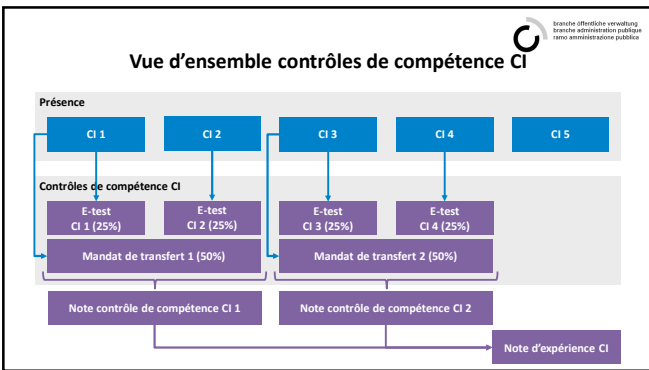 branche öffentliche verwaltung
branche administration publique
ramo amministrazione pubblica
Vue d’ensemble contrôles de compétence CI
Présence
CI 1
CI 2
CI 3
CI 4
CI 5
Contrôles de compétence CI
E-test
CI 1 (25%)
E-test
CI 2 (25%)
E-test
CI 3 (25%)
E-test
CI 4 (25%)
Mandat de transfert 1 (50%)
Mandat de transfert 2 (50%)
Note contrôle de compétence CI 1
Note contrôle de compétence CI 2
Note d’expérience CI